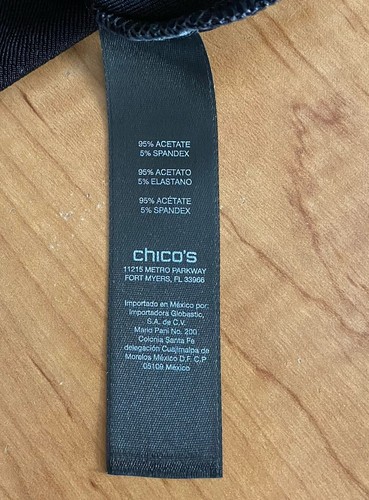 95% ACETATE
5% SPANDEX
95% ACETATO
5% ELASTANO
95% ACÉTATE
5% SPANDEX
chico's
11215 METRO PARKWAY
FORT MYERS, FL 33966
Importado en México por:
Importadora Globastic,
S.A. de C.V.
Mario Pani No. 200
Colonia Santa Fe
delegación Cuajimalpa de
Morelos México D.F. C.P
05109 México